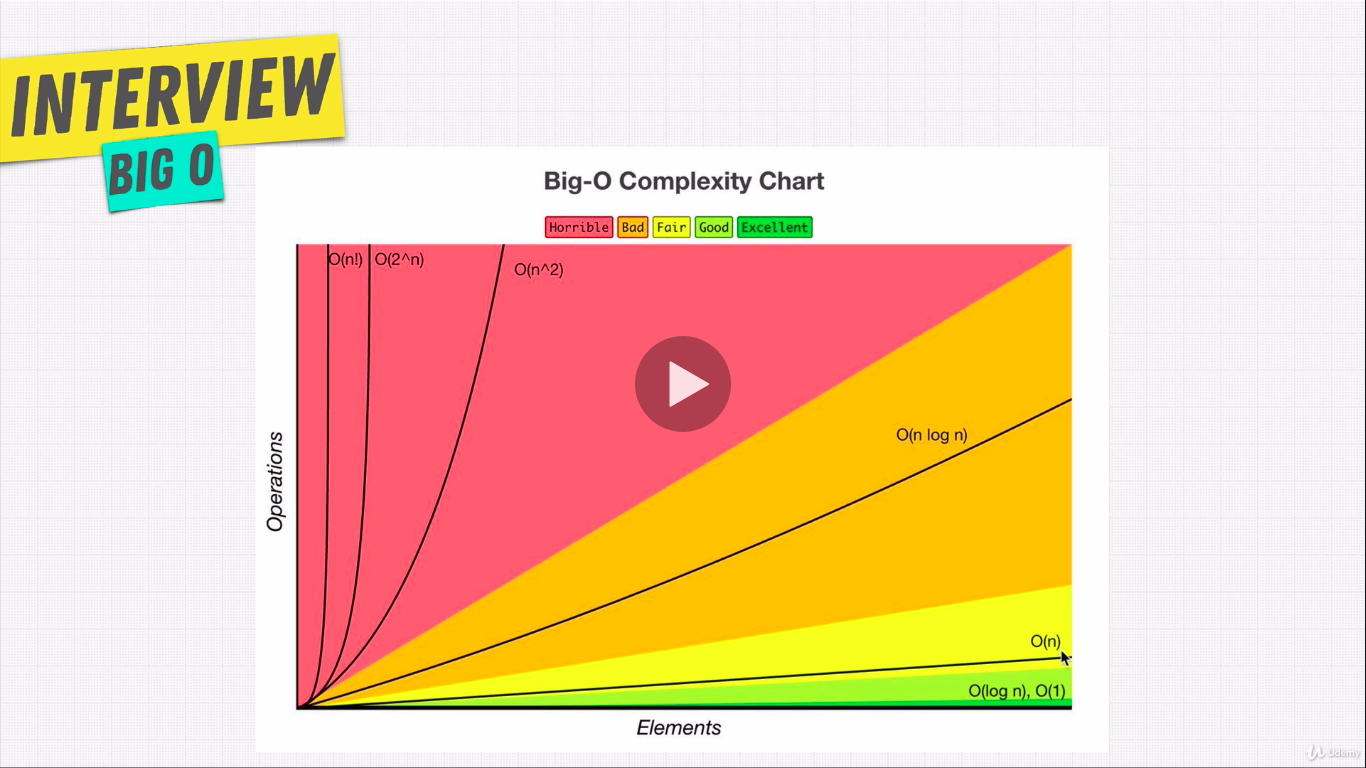 INTERVIEW
BIG O
Big-O Complexity Chart
Horrible Bad Fair Good Excellent
O(n!) O(2^n)
O(n^2)
O(n log n)
O(n)
O(log n), O(1)
Operations
Elements
Udemy